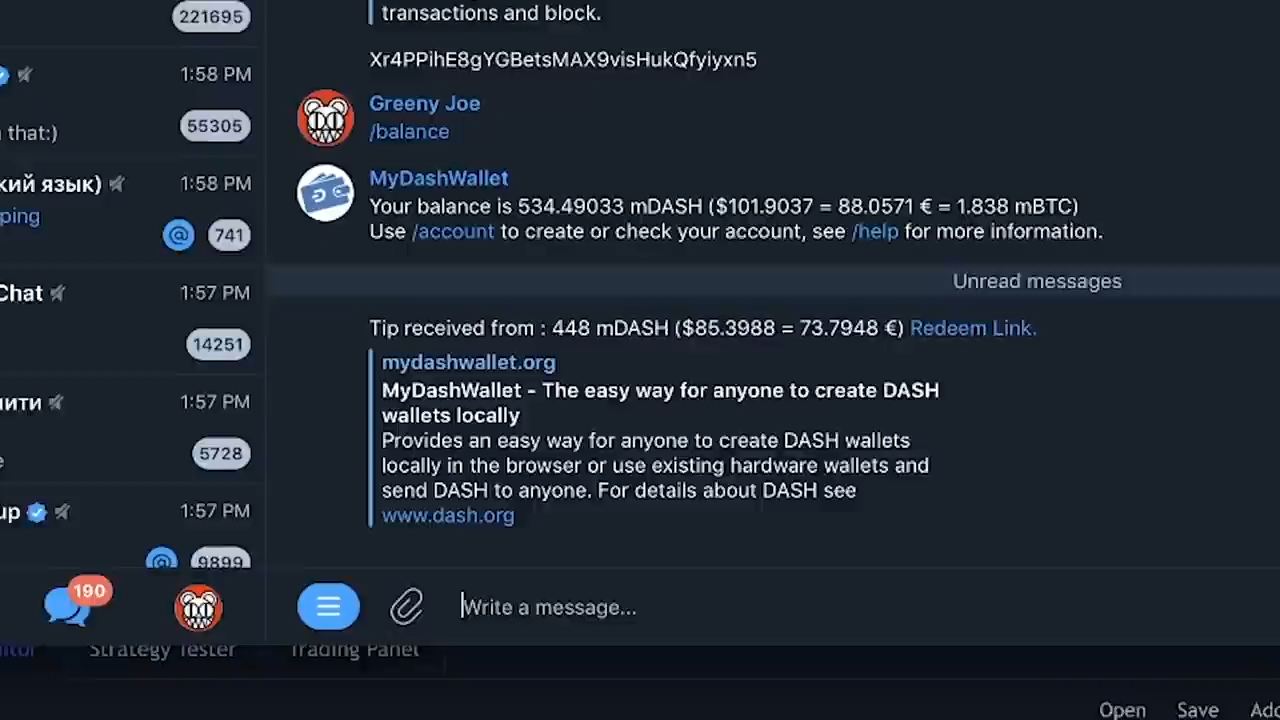 221695
1:58 PM
that:)
55305
кий язык)
1:58 PM
ping
@
741
Chat
1:57 PM
14251
нити
1:57 PM
5728
up
1:57 PM
@
9899
190
transactions and block.
Xr4PPihE8gYGBetsMAX9visHukQfyiyxn5
Greeny Joe
/balance
MyDashWallet
Your balance is 534.49033 mDASH ($101.9037 = 88.0571 € = 1.838 mBTC)
Use /account to create or check your account, see /help for more information.
Unread messages
Tip received from : 448 mDASH ($85.3988 = 73.7948 €) Redeem Link.
mydashwallet.org
MyDashWallet - The easy way for anyone to create DASH
wallets locally
Provides an easy way for anyone to create DASH wallets
locally in the browser or use existing hardware wallets and
send DASH to anyone. For details about DASH see
www.dash.org
Write a message...
Strategy Tester
Trading Panel
Open
Save